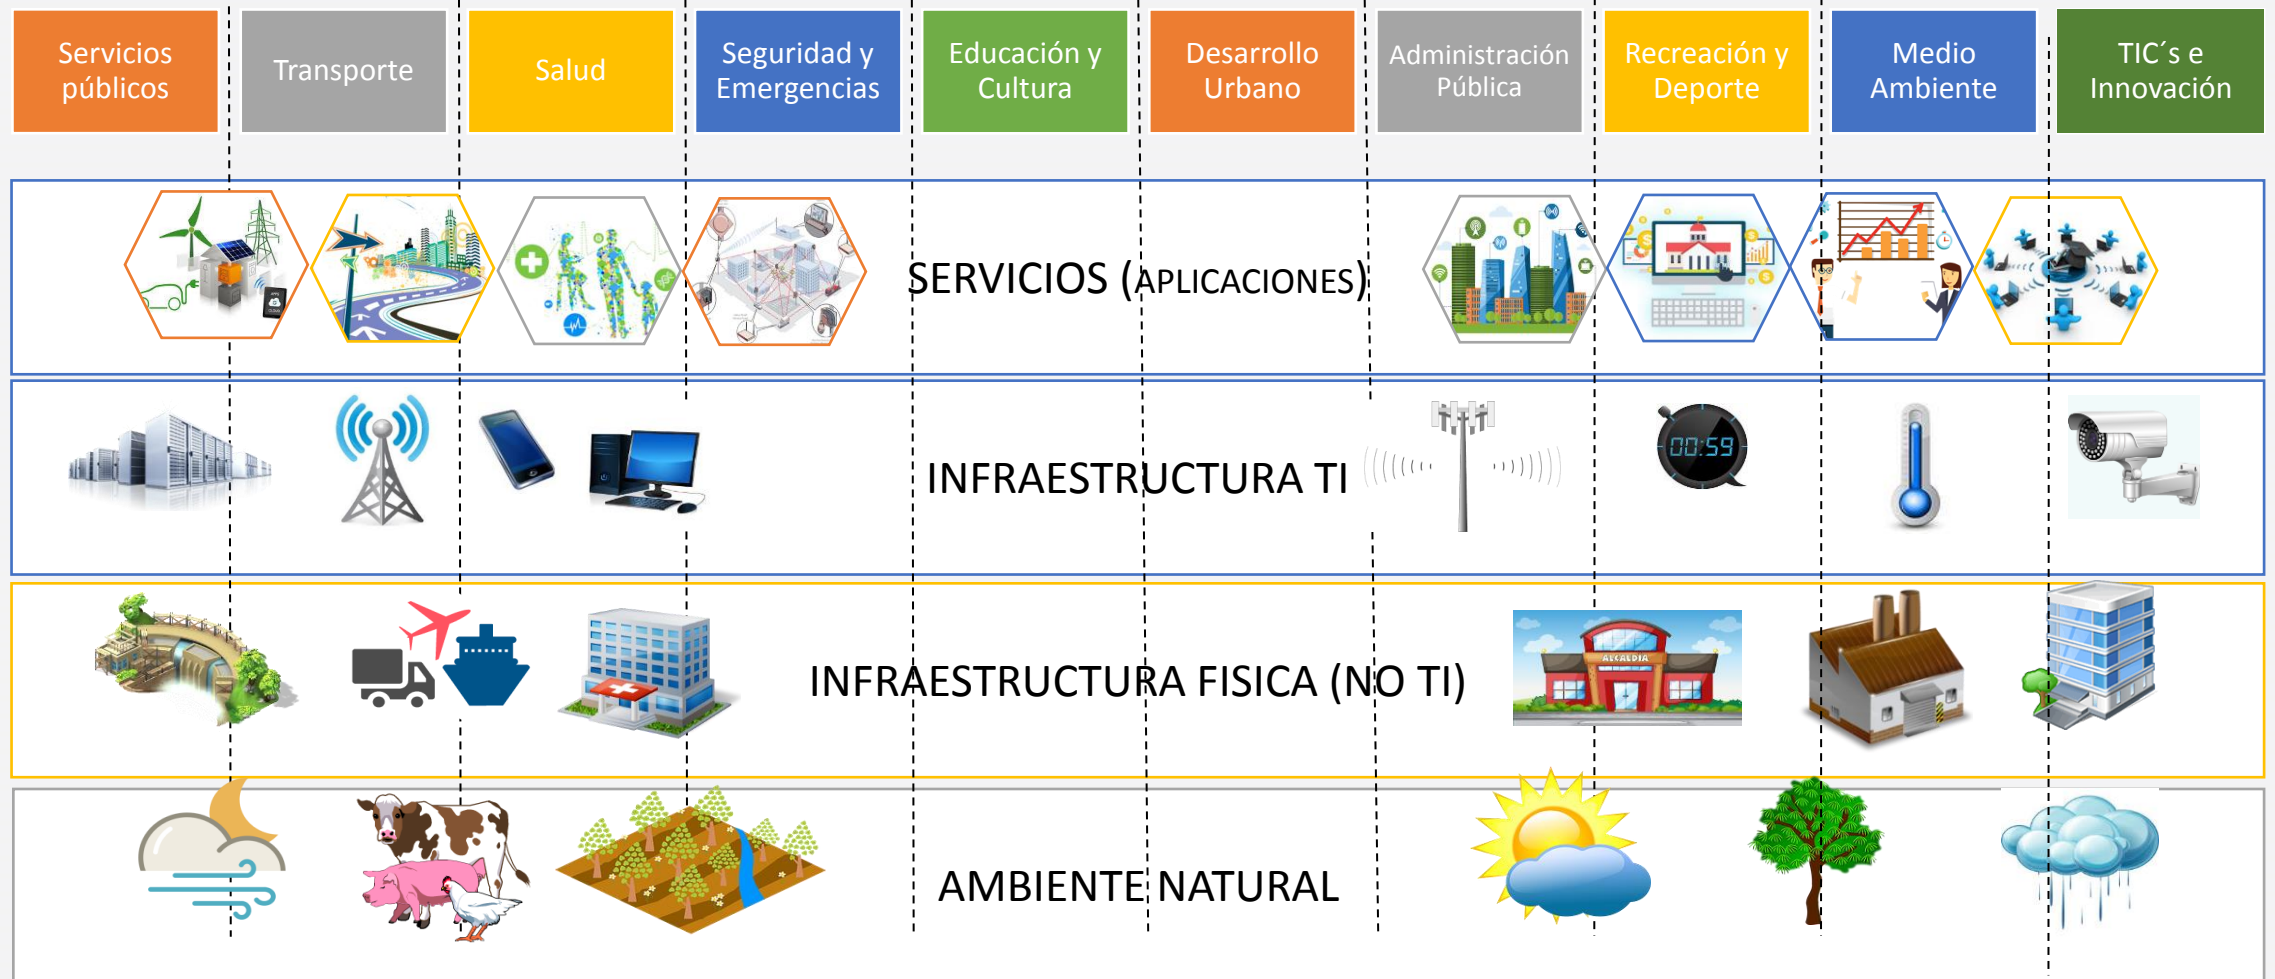 Servicios
públicos
Transporte
Salud
Seguridad y
Emergencias
Educación y
Cultura
Desarrollo
Urbano
Administración
Pública
Recreación y
Deporte
Medio
Ambiente
TIC´s e
Innovación
SERVICIOS (APLICACIONES)
INFRAESTRUCTURA TI
00:59
INFRAESTRUCTURA FISICA (NO TI)
ALCALDIA
AMBIENTE NATURAL